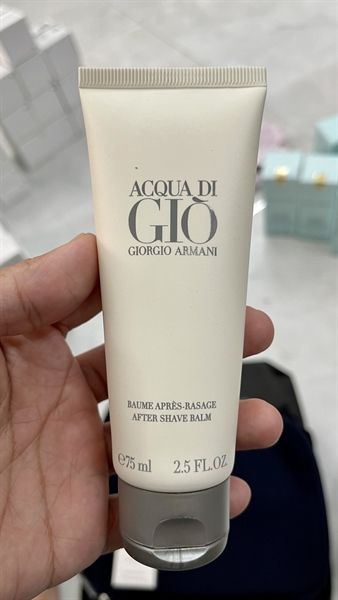 ACQUA DI
GIÒ
GIORGIO ARMANI
BAUME APRÈS-RASAGE
AFTER SHAVE BALM
℮75 ml 2.5 FL.OZ.